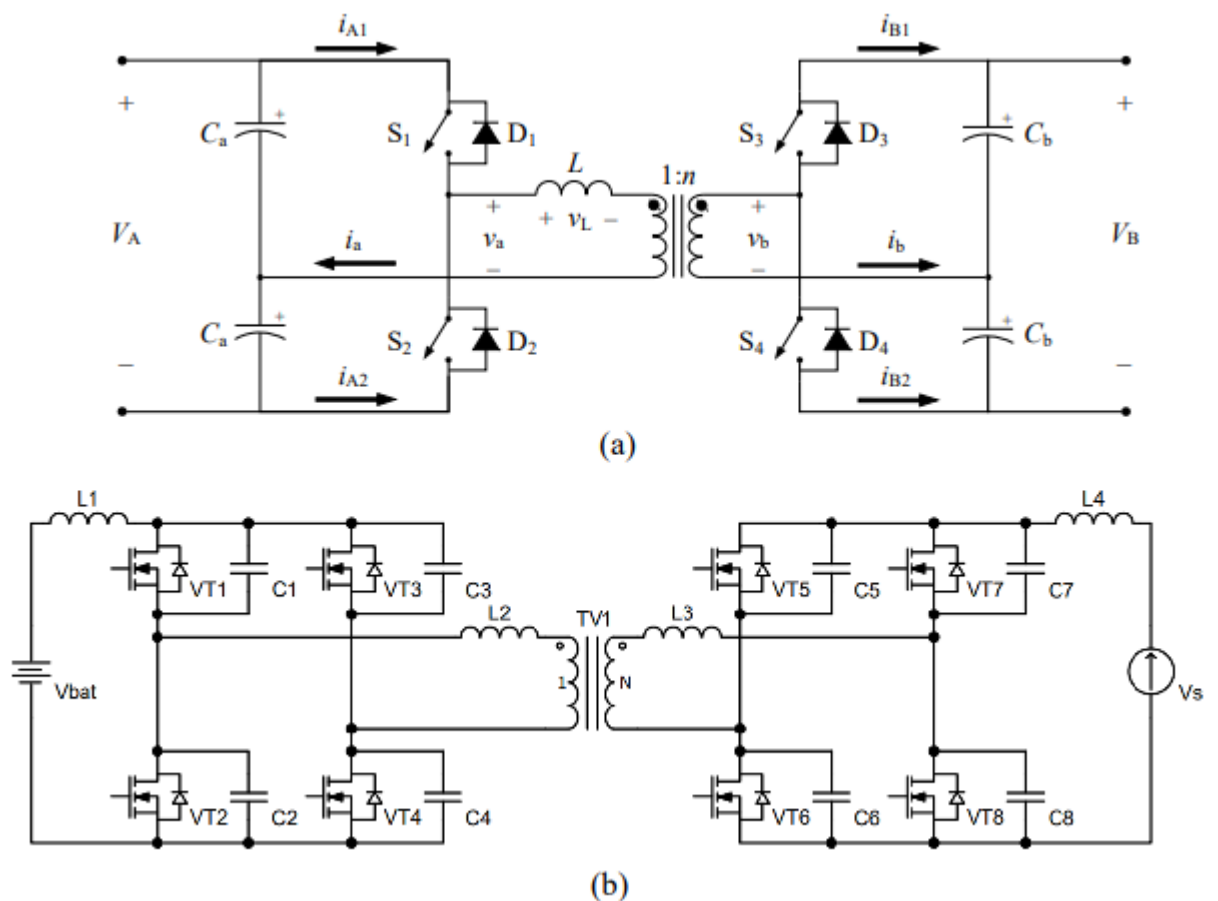 iA1 iB1
+ + + +
Ca S1 D1 S3 D3 Cb
L 1:n
+ + vL − +
VA ia va vb ib VB
− −
+ +
Ca S2 D2 S4 D4 Cb
− iA2 iB2 −
(a)
L1 L4
VT1 C1 VT3 C3 VT5 C5 VT7 C7
L2 TV1 L3
Vbat 1 N Vs
VT2 C2 VT4 C4 VT6 C6 VT8 C8
(b)